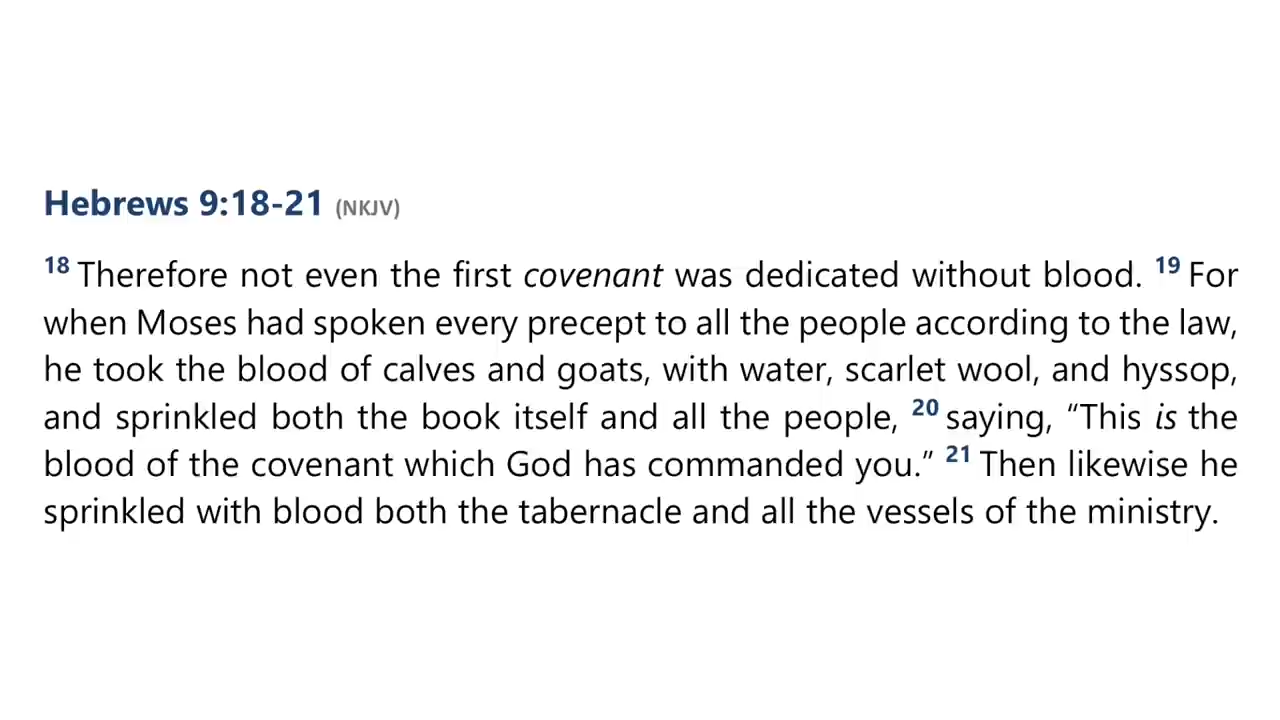 Hebrews 9:18-21 (NKJV)
18 Therefore not even the first covenant was dedicated without blood. 19 For
when Moses had spoken every precept to all the people according to the law,
he took the blood of calves and goats, with water, scarlet wool, and hyssop,
and sprinkled both the book itself and all the people, 20 saying, “This is the
blood of the covenant which God has commanded you.” 21 Then likewise he
sprinkled with blood both the tabernacle and all the vessels of the ministry.